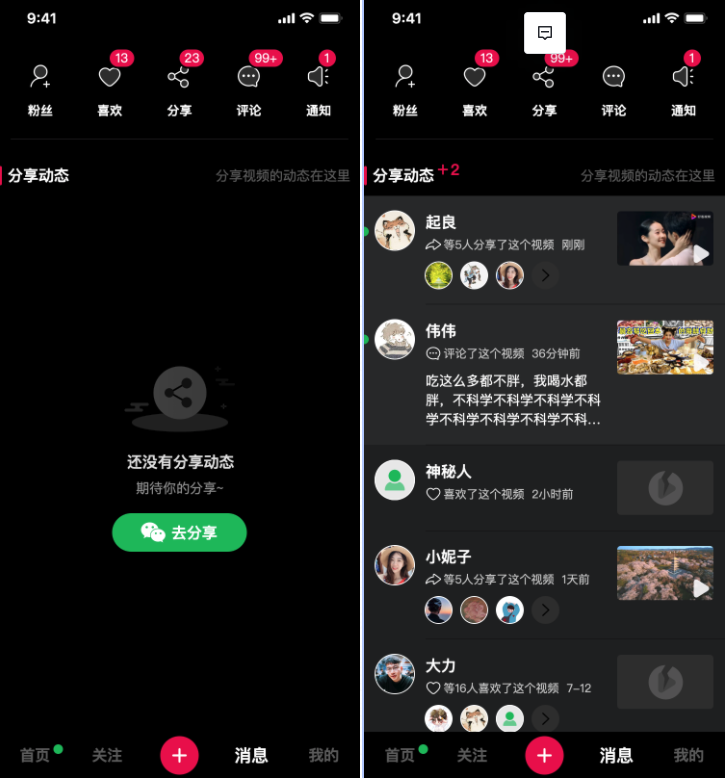 9:41
13
23
99+
1
粉丝
喜欢
分享
评论
通知
分享动态
分享视频的动态在这里
还没有分享动态
期待你的分享~
去分享
首页
关注
消息
我的
9:41
13
99+
1
粉丝
喜欢
分享
评论
通知
分享动态 +2
分享视频的动态在这里
起良
等5人分享了这个视频 刚刚
伟伟
评论了这个视频 36分钟前
吃这么多都不胖，我喝水都
胖，不科学不科学不科学不科
学不科学不科学不科学不科...
神秘人
喜欢了这个视频 2小时前
小妮子
等5人分享了这个视频 1天前
大力
等16人喜欢了这个视频 7-12
首页
关注
消息
我的